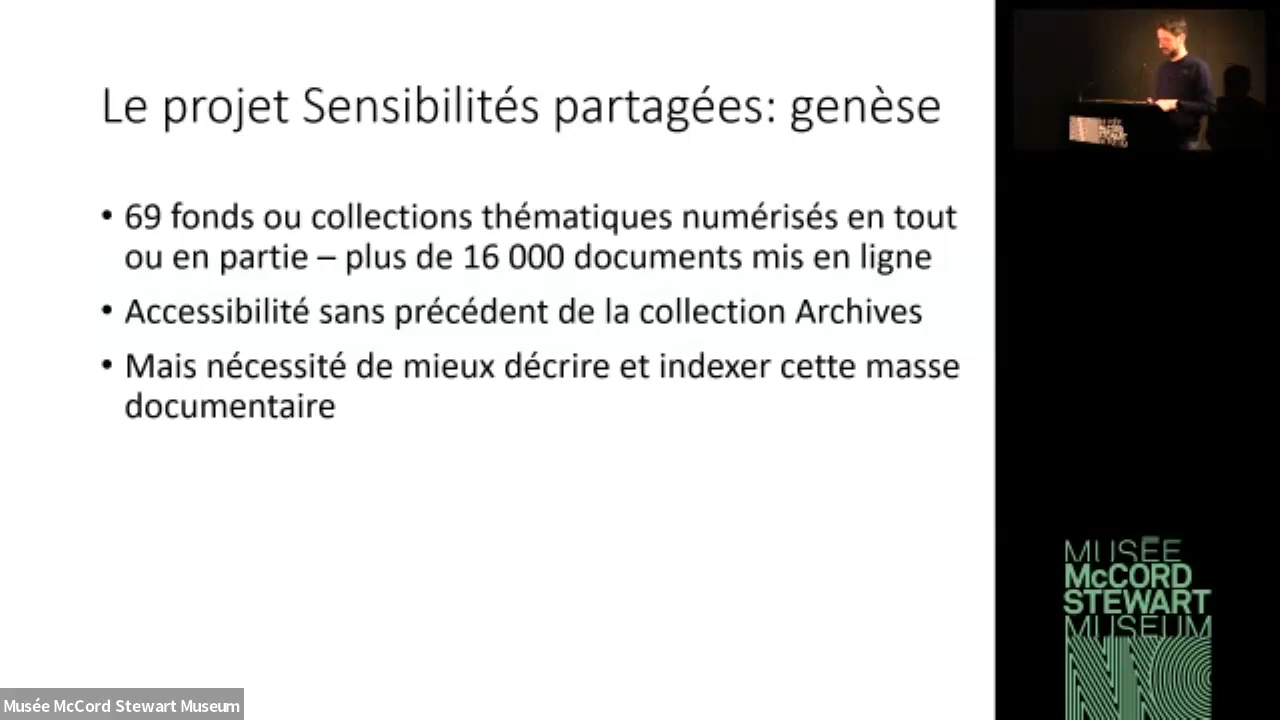 Le projet Sensibilités partagées: genèse
• 69 fonds ou collections thématiques numérisés en tout
ou en partie – plus de 16 000 documents mis en ligne
• Accessibilité sans précédent de la collection Archives
• Mais nécessité de mieux décrire et indexer cette masse
documentaire
MUSÉE
McCORD
STEWART
MUSEUM
Musée McCord Stewart Museum